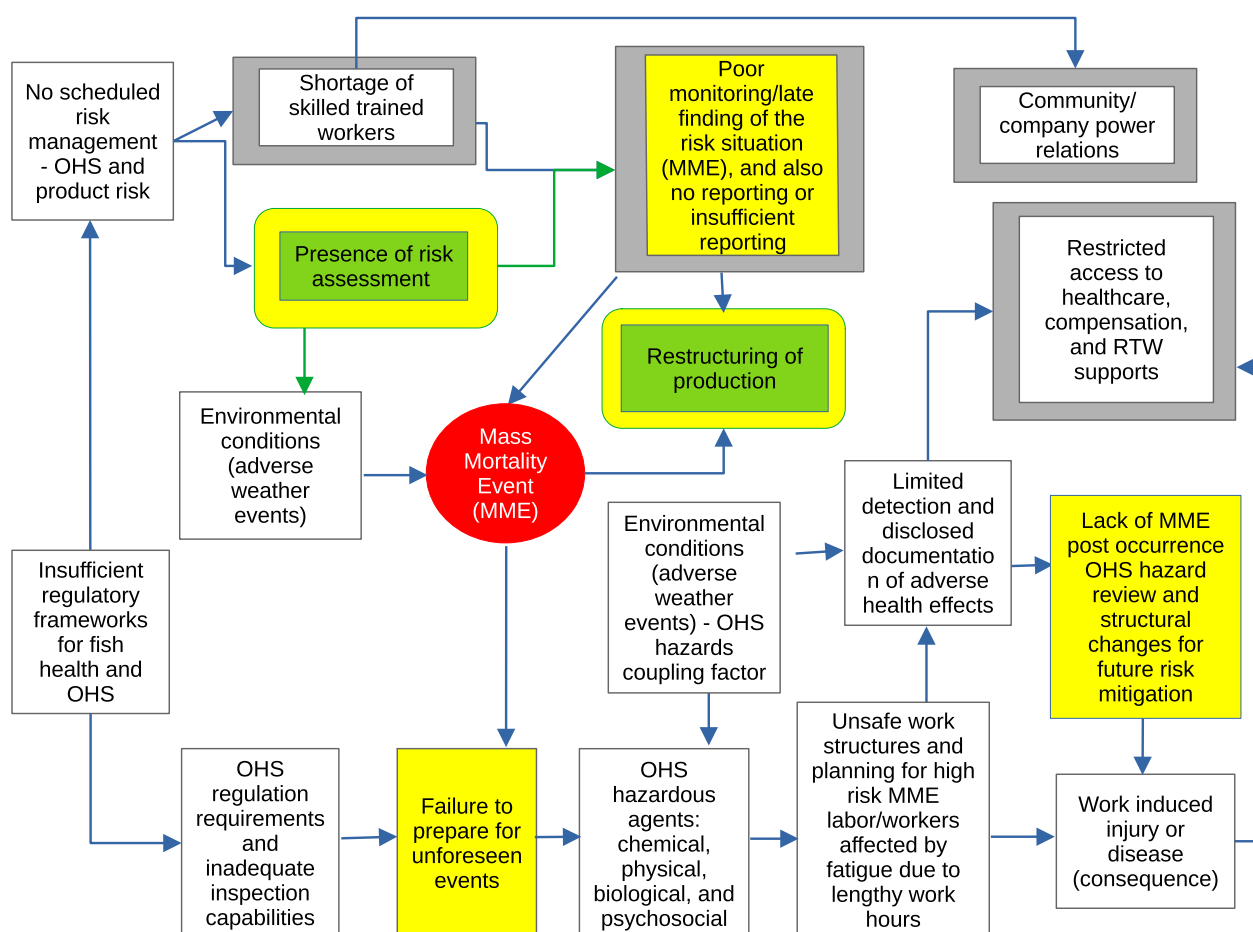 No scheduled
risk
management
- OHS and
product risk
Shortage of
skilled trained
workers
Poor
monitoring/late
finding of the
risk situation
(MME), and also
no reporting or
insufficient
reporting
Community/
company power
relations
Presence of risk
assessment
Restricted
access to
healthcare,
compensation,
and RTW
supports
Restructuring of
production
Environmental
conditions
(adverse
weather
events)
Mass
Mortality
Event
(MME)
Limited
detection and
disclosed
documentatio
n of adverse
health effects
Environmental
conditions
(adverse
weather
events) - OHS
hazards
coupling factor
Lack of MME
post occurrence
OHS hazard
review and
structural
changes for
future risk
mitigation
Insufficient
regulatory
frameworks
for fish
health and
OHS
OHS
regulation
requirements
and
inadequate
inspection
capabilities
Failure to
prepare for
unforeseen
events
OHS
hazardous
agents:
chemical,
physical,
biological, and
psychosocial
Unsafe work
structures and
planning for high
risk MME
labor/workers
affected by
fatigue due to
lengthy work
hours
Work induced
injury or
disease
(consequence)